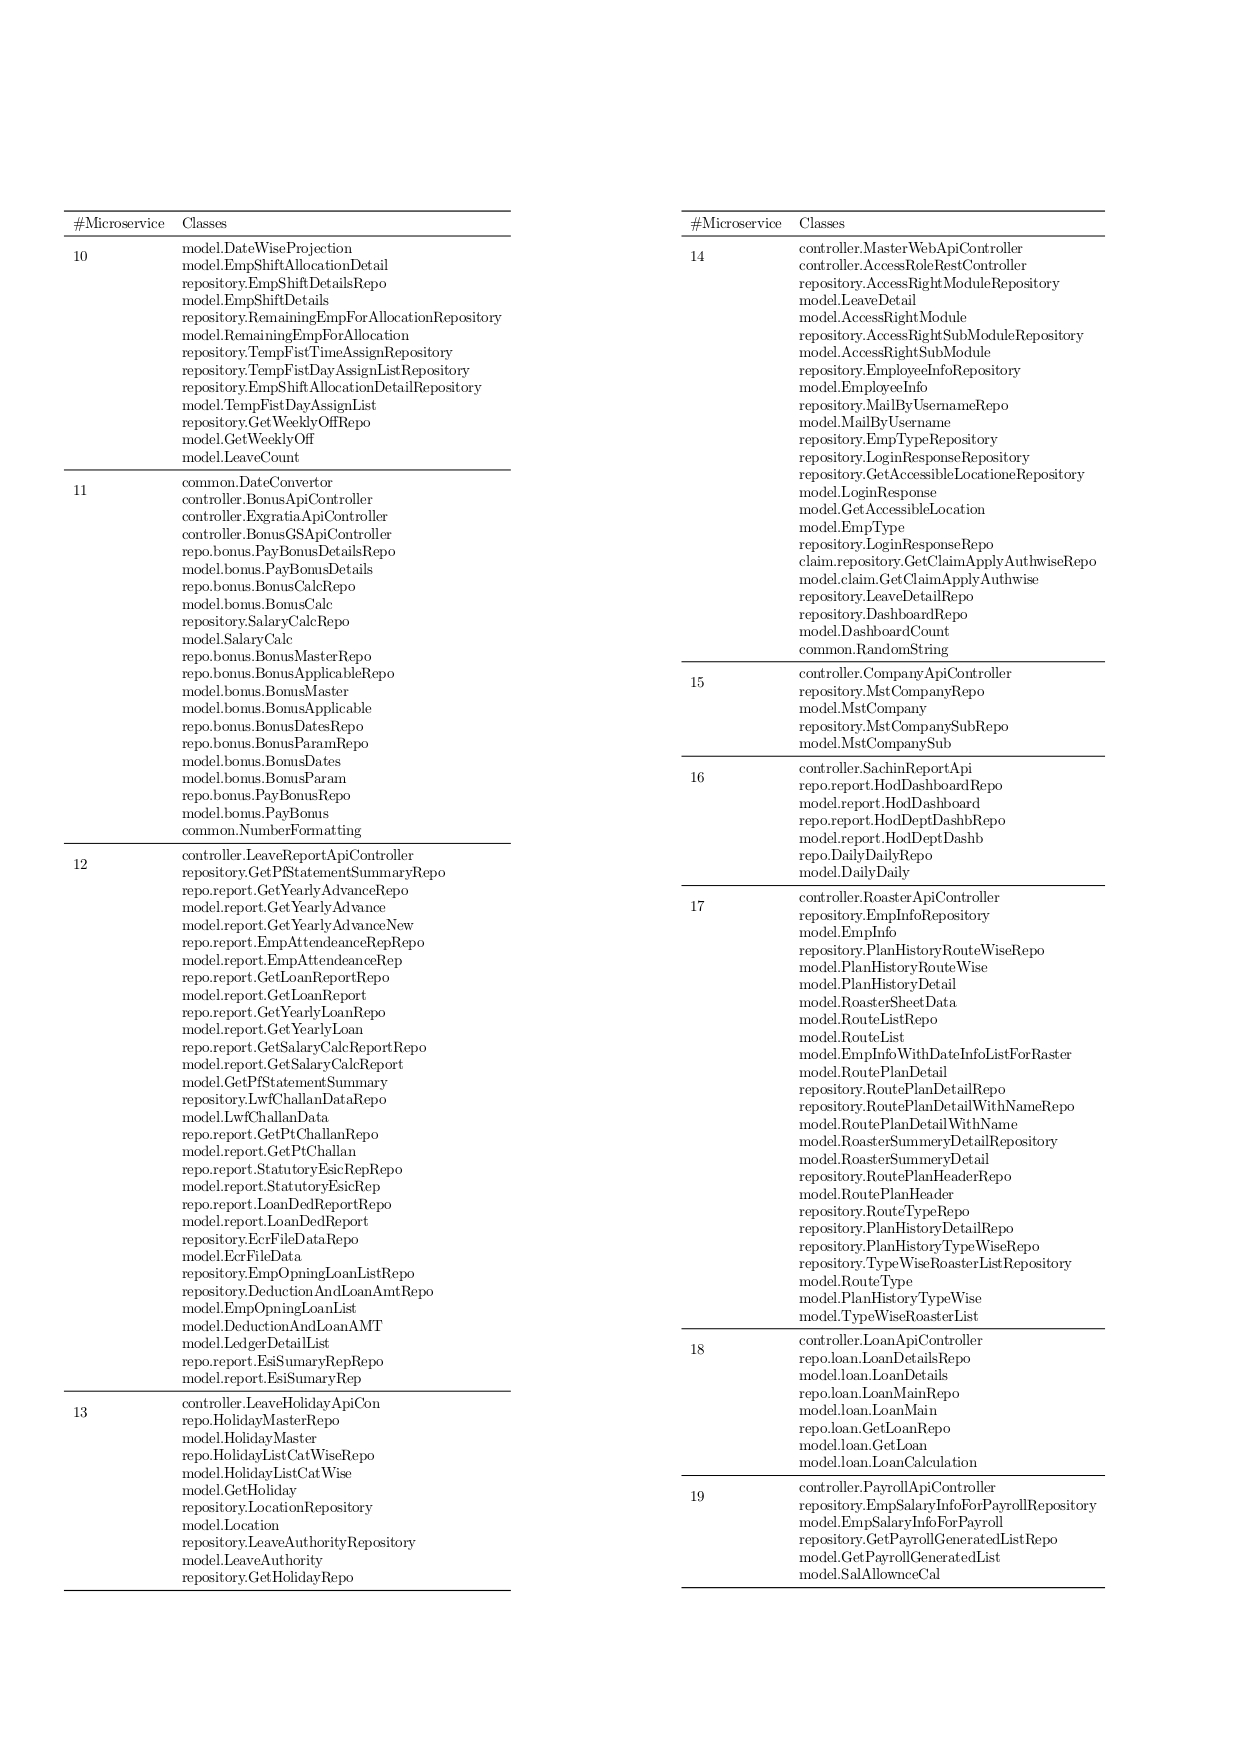 #Microservice Classes
10
model.DateWiseProjection
model.EmpShiftAllocationDetail
repository.EmpShiftDetailsRepo
model.EmpShiftDetails
repository.RemainingEmpForAllocationRepository
model.RemainingEmpForAllocation
repository.TempFistTimeAssignRepository
repository.TempFistDayAssignListRepository
repository.EmpShiftAllocationDetailRepository
model.TempFistDayAssignList
repository.GetWeeklyOffRepo
model.GetWeeklyOff
model.LeaveCount
11
common.DateConvertor
controller.BonusApiController
controller.ExgratiaApiController
controller.BonusGSApiController
repo.bonus.PayBonusDetailsRepo
model.bonus.PayBonusDetails
repo.bonus.BonusCalcRepo
model.bonus.BonusCalc
repository.SalaryCalcRepo
model.SalaryCalc
repo.bonus.BonusMasterRepo
repo.bonus.BonusApplicableRepo
model.bonus.BonusMaster
model.bonus.BonusApplicable
repo.bonus.BonusDatesRepo
repo.bonus.BonusParamRepo
model.bonus.BonusDates
model.bonus.BonusParam
repo.bonus.PayBonusRepo
model.bonus.PayBonus
common.NumberFormatting
12
controller.LeaveReportApiController
repository.GetPfStatementSummaryRepo
repo.report.GetYearlyAdvanceRepo
model.report.GetYearlyAdvance
model.report.GetYearlyAdvanceNew
repo.report.EmpAttendeanceRepRepo
model.report.EmpAttendeanceRep
repo.report.GetLoanReportRepo
model.report.GetLoanReport
repo.report.GetYearlyLoanRepo
model.report.GetYearlyLoan
repo.report.GetSalaryCalcReportRepo
model.report.GetSalaryCalcReport
model.GetPfStatementSummary
repository.LwfChallanDataRepo
model.LwfChallanData
repo.report.GetPtChallanRepo
model.report.GetPtChallan
repo.report.StatutoryEsicRepRepo
model.report.StatutoryEsicRep
repo.report.LoanDedReportRepo
model.report.LoanDedReport
repository.EcrFileDataRepo
model.EcrFileData
repository.EmpOpningLoanListRepo
repository.DeductionAndLoanAmtRepo
model.EmpOpningLoanList
model.DeductionAndLoanAMT
model.LedgerDetailList
repo.report.EsiSumaryRepRepo
model.report.EsiSumaryRep
13
controller.LeaveHolidayApiCon
repo.HolidayMasterRepo
model.HolidayMaster
repo.HolidayListCatWiseRepo
model.HolidayListCatWise
model.GetHoliday
repository.LocationRepository
model.Location
repository.LeaveAuthorityRepository
model.LeaveAuthority
repository.GetHolidayRepo
#Microservice Classes
14
controller.MasterWebApiController
controller.AccessRoleRestController
repository.AccessRightModuleRepository
model.LeaveDetail
model.AccessRightModule
repository.AccessRightSubModuleRepository
model.AccessRightSubModule
repository.EmployeeInfoRepository
model.EmployeeInfo
repository.MailByUsernameRepo
model.MailByUsername
repository.EmpTypeRepository
repository.LoginResponseRepository
repository.GetAccessibleLocationeRepository
model.LoginResponse
model.GetAccessibleLocation
model.EmpType
repository.LoginResponseRepo
claim.repository.GetClaimApplyAuthwiseRepo
model.claim.GetClaimApplyAuthwise
repository.LeaveDetailRepo
repository.DashboardRepo
model.DashboardCount
common.RandomString
15
controller.CompanyApiController
repository.MstCompanyRepo
model.MstCompany
repository.MstCompanySubRepo
model.MstCompanySub
16
controller.SachinReportApi
repo.report.HodDashboardRepo
model.report.HodDashboard
repo.report.HodDeptDashbRepo
model.report.HodDeptDashb
repo.DailyDailyRepo
model.DailyDaily
17
controller.RoasterApiController
repository.EmpInfoRepository
model.EmpInfo
repository.PlanHistoryRouteWiseRepo
model.PlanHistoryRouteWise
model.PlanHistoryDetail
model.RoasterSheetData
model.RouteListRepo
model.RouteList
model.EmpInfoWithDateInfoListForRaster
model.RoutePlanDetail
repository.RoutePlanDetailRepo
repository.RoutePlanDetailWithNameRepo
model.RoutePlanDetailWithName
model.RoasterSummeryDetailRepository
model.RoasterSummeryDetail
repository.RoutePlanHeaderRepo
model.RoutePlanHeader
repository.RouteTypeRepo
repository.PlanHistoryDetailRepo
repository.PlanHistoryTypeWiseRepo
repository.TypeWiseRoasterListRepository
model.RouteType
model.PlanHistoryTypeWise
model.TypeWiseRoasterList
18
controller.LoanApiController
repo.loan.LoanDetailsRepo
model.loan.LoanDetails
repo.loan.LoanMainRepo
model.loan.LoanMain
repo.loan.GetLoanRepo
model.loan.GetLoan
model.loan.LoanCalculation
19
controller.PayrollApiController
repository.EmpSalaryInfoForPayrollRepository
model.EmpSalaryInfoForPayroll
repository.GetPayrollGeneratedListRepo
model.GetPayrollGeneratedList
model.SalAllownceCal